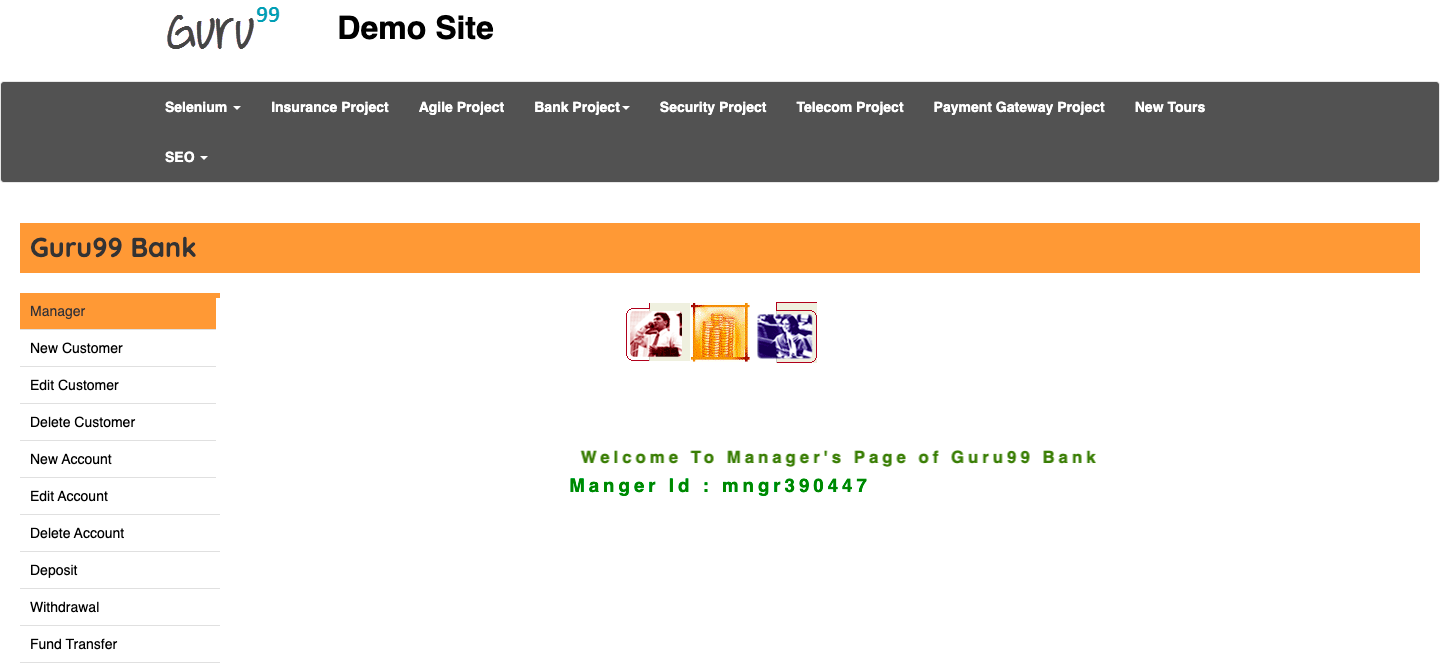 Guru99
Demo Site
Selenium Insurance Project Agile Project Bank Project Security Project Telecom Project Payment Gateway Project New Tours
SEO
Guru99 Bank
Manager
New Customer
Edit Customer
Delete Customer
New Account
Edit Account
Delete Account
Deposit
Withdrawal
Fund Transfer
Welcome To Manager's Page of Guru99 Bank
Manger Id : mngr390447